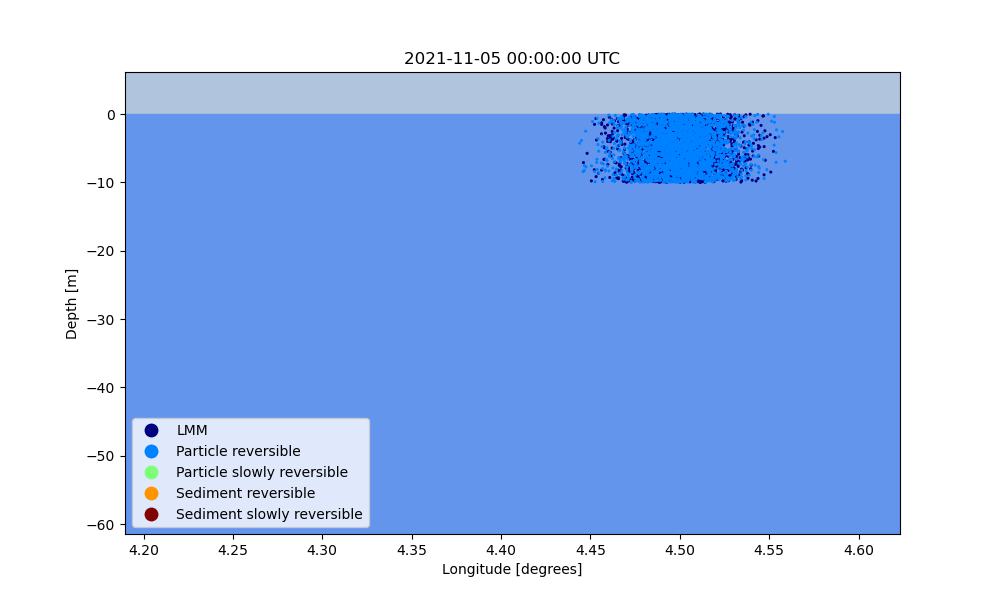 2021-11-05 00:00:00 UTC
0
−10
−20
−30
−40
−50
−60
Depth [m]
LMM
Particle reversible
Particle slowly reversible
Sediment reversible
Sediment slowly reversible
4.20 4.25 4.30 4.35 4.40 4.45 4.50 4.55 4.60
Longitude [degrees]